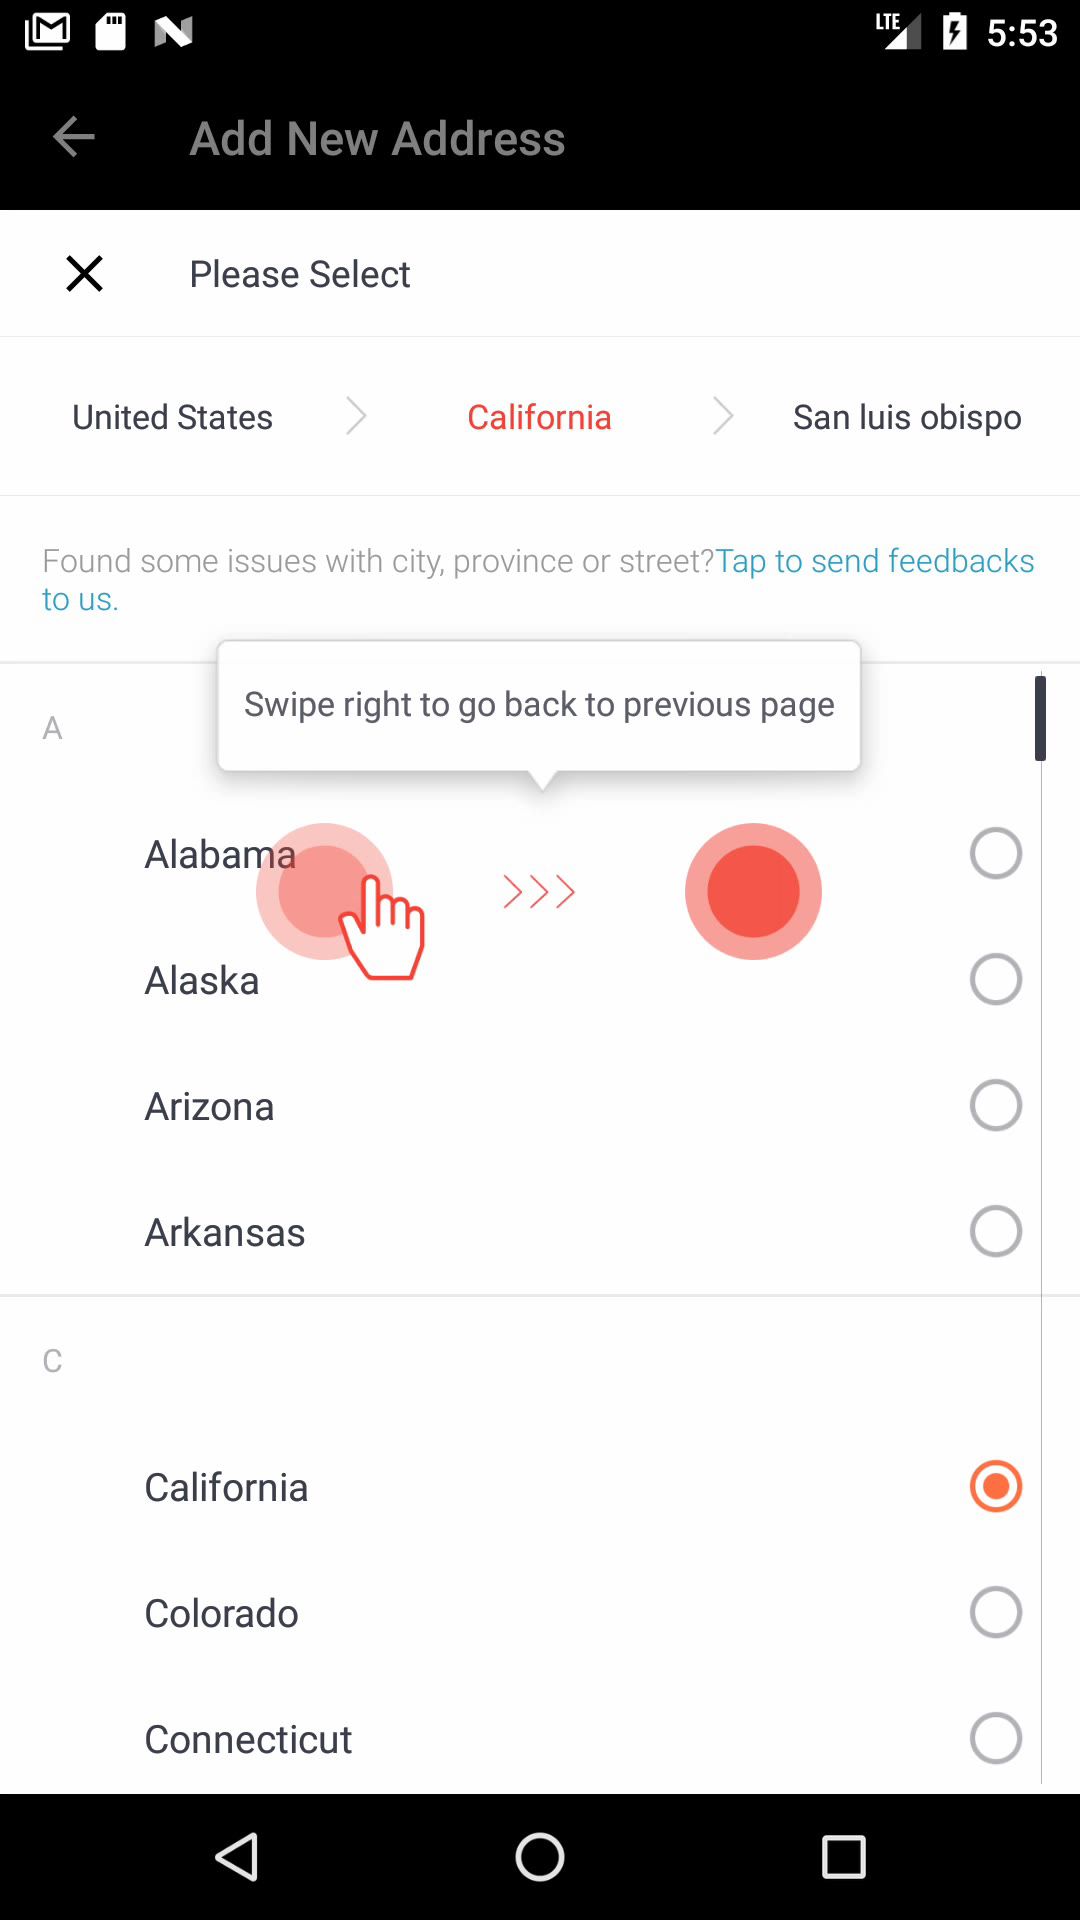 LTE 5:53
Add New Address
Please Select
United States California San luis obispo
Found some issues with city, province or street?Tap to send feedbacks
to us.
Swipe right to go back to previous page
A
Alabama
Alaska
Arizona
Arkansas
C
California
Colorado
Connecticut